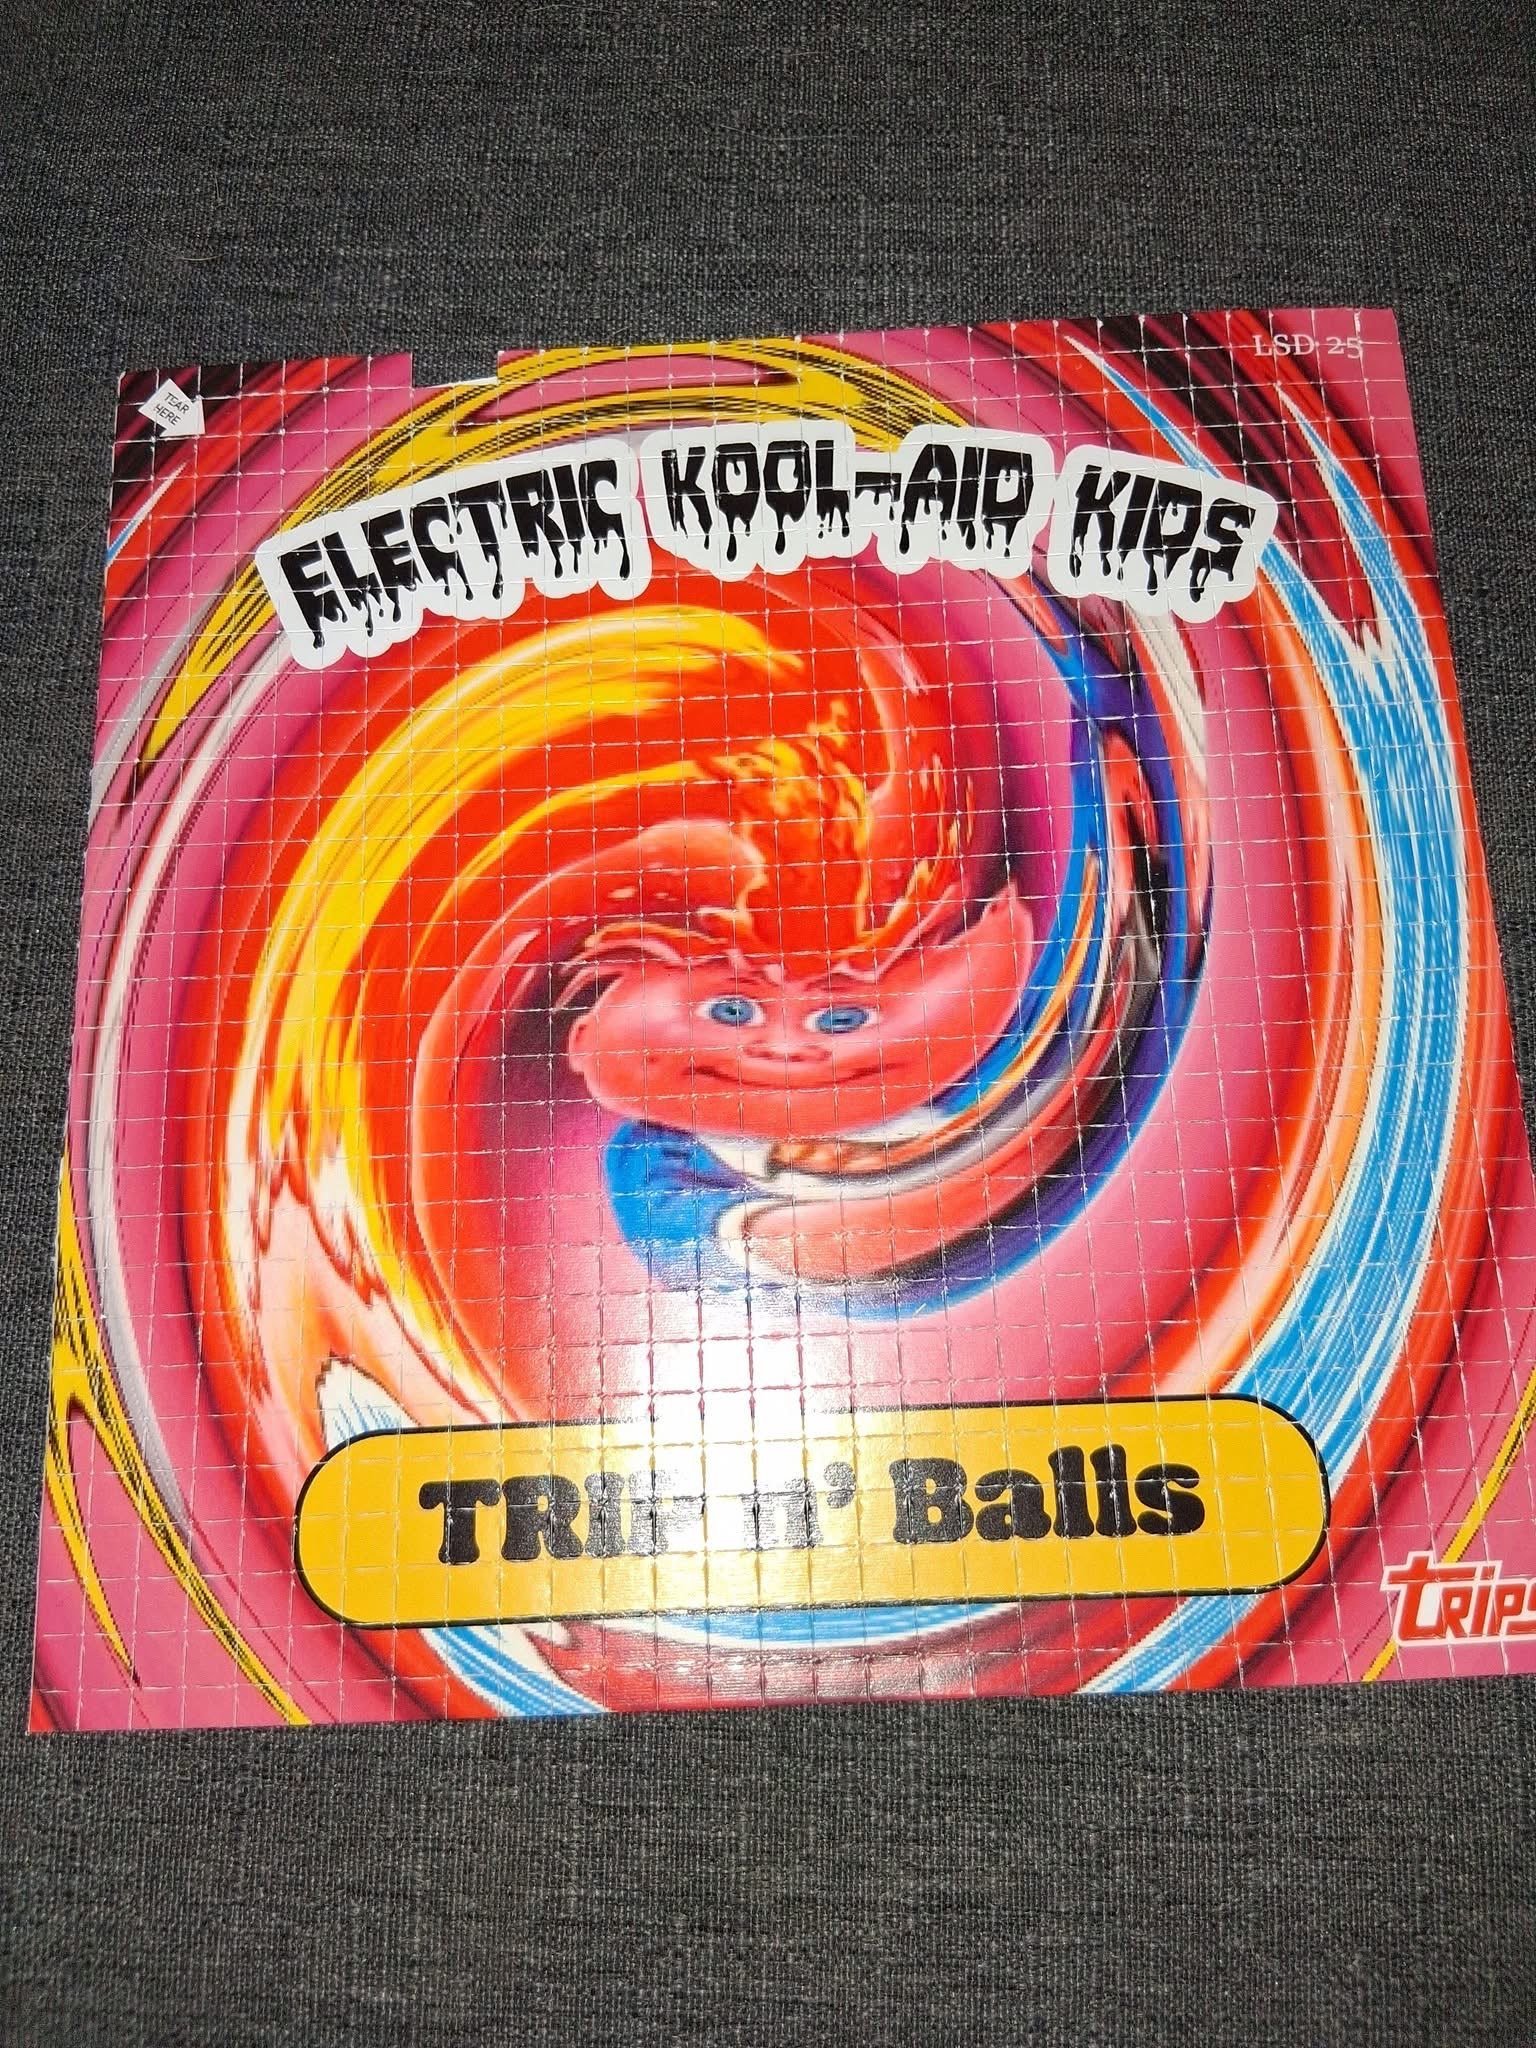 LSD 25
TEAR
HERE
ELECTRIC KOOL-AID KIDS
TRIP n' Balls
TRIPS